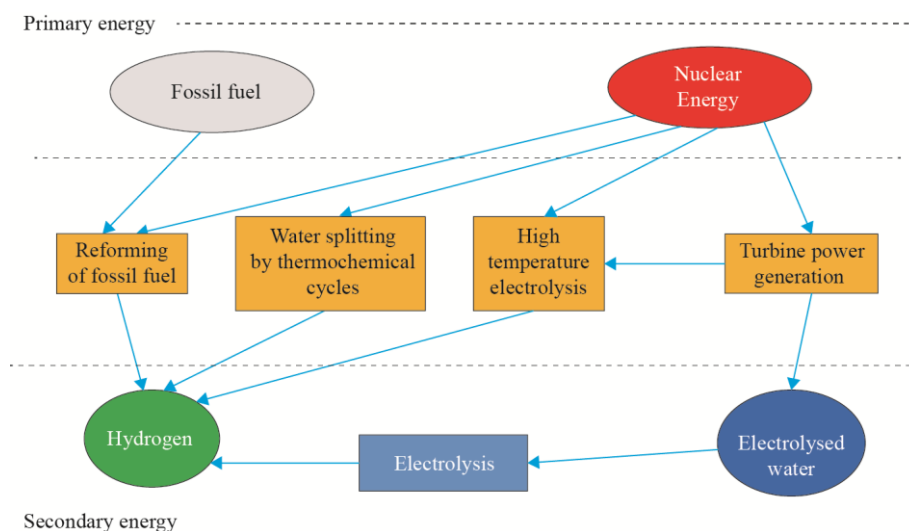 Primary energy
Fossil fuel
Nuclear
Energy
Reforming
of fossil fuel
Water splitting
by thermochemical
cycles
High
temperature
electrolysis
Turbine power
generation
Hydrogen
Electrolysis
Electrolysed
water
Secondary energy